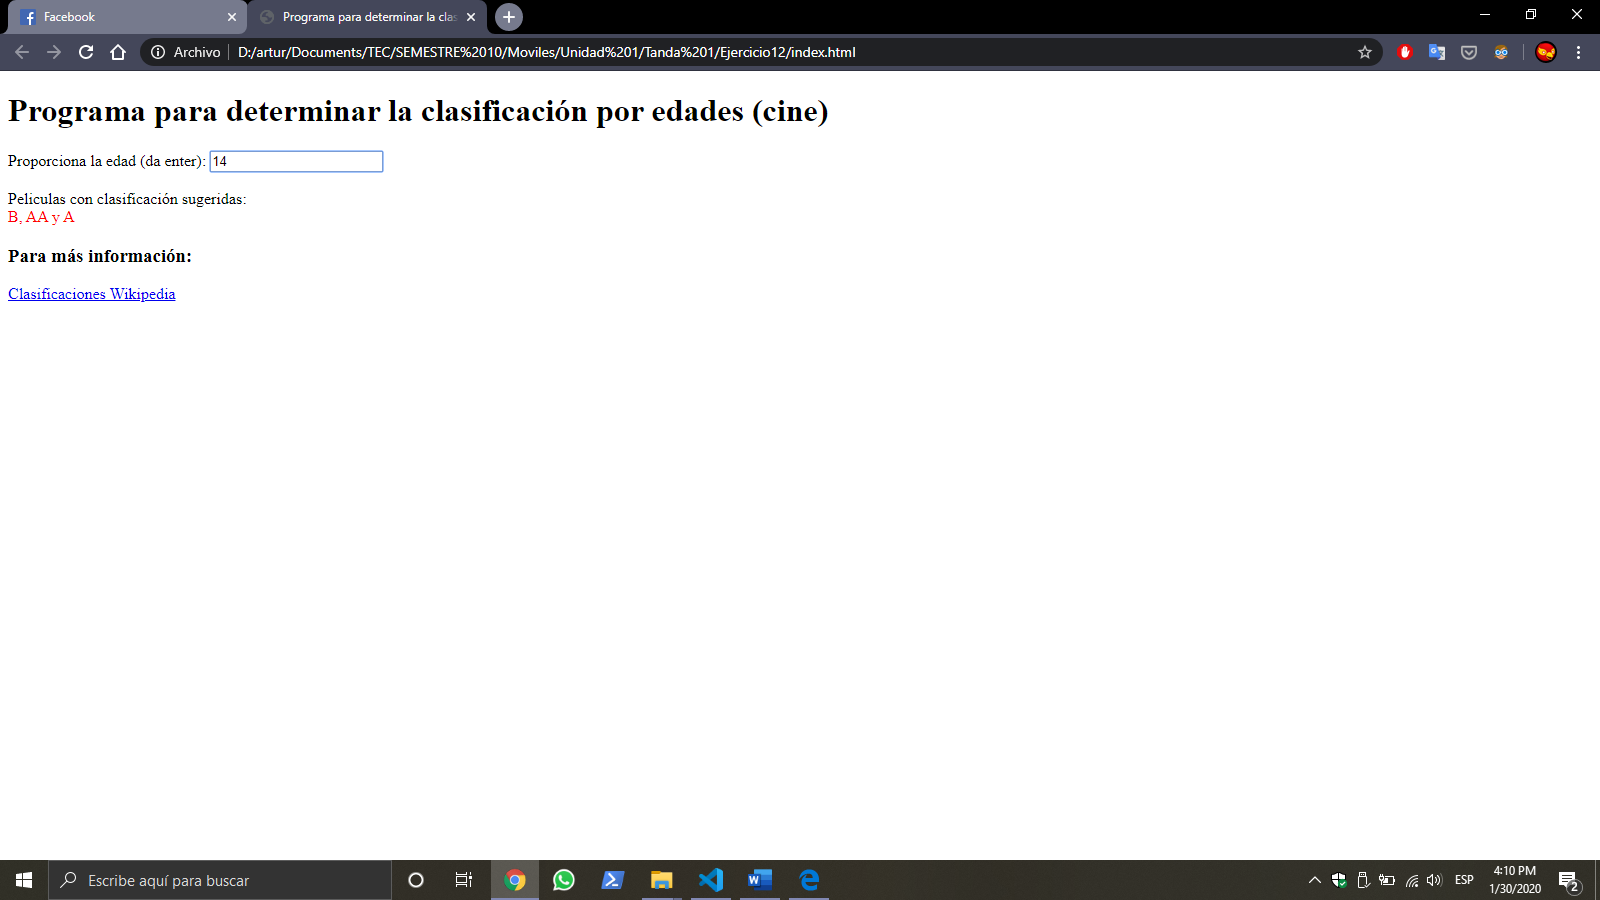 Facebook
Programa para determinar la clas
Archivo
D:/artur/Documents/TEC/SEMESTRE%2010/Moviles/Unidad%201/Tanda%201/Ejercicio12/index.html
Programa para determinar la clasificación por edades (cine)
Proporciona la edad (da enter): 14
Peliculas con clasificación sugeridas:
B, AA y A
Para más información:
Clasificaciones Wikipedia
Escribe aquí para buscar
ESP
4:10 PM
1/30/2020
2